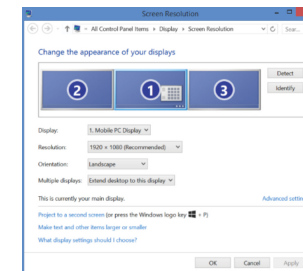 Screen Resolution
All Control Panel Items ▸ Display ▸ Screen Resolution
Sear...
Change the appearance of your displays
2
1
3
Detect
Identify
Display: 1. Mobile PC Display
Resolution: 1920 × 1080 (Recommended)
Orientation: Landscape
Multiple displays: Extend desktop to this display
This is currently your main display.
Advanced settin
Project to a second screen (or press the Windows logo key + P)
Make text and other items larger or smaller
What display settings should I choose?
OK Cancel Apply